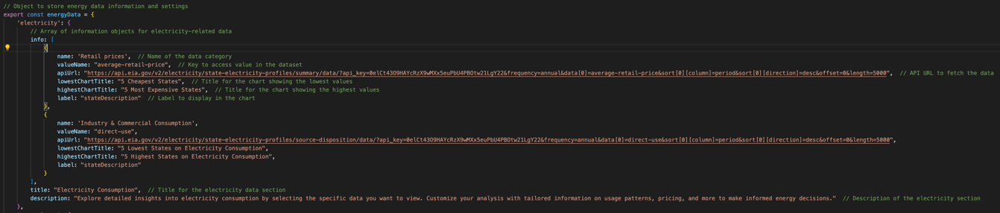 // Object to store energy data information and settings
export const energyData = {
'electricity': {
// Array of information objects for electricity-related data
info: [
{
name: 'Retail prices',  // Name of the data category
valueName: "average-retail-price",  // Key to access value in the dataset
apiUrl: "https://api.eia.gov/v2/electricity/state-electricity-profiles/summary/data/?api_key=0elCt43O9HAYcRzX9wMXx5euPbU4PBOtw21LgY22&frequency=annual&data[0]=average-retail-price&sort[0][column]=period&sort[0][direction]=desc&offset=0&length=5000",  // API URL to fetch the data
lowestChartTitle: "5 Cheapest States",  // Title for the chart showing the lowest values
highestChartTitle: "5 Most Expensive States",  // Title for the chart showing the highest values
label: "stateDescription"  // Label to display in the chart
},
{
name: 'Industry & Commercial Consumption',
valueName: "direct-use",
apiUrl: "https://api.eia.gov/v2/electricity/state-electricity-profiles/source-disposition/data/?api_key=0elCt43O9HAYcRzX9wMXx5euPbU4PBOtw21LgY22&frequency=annual&data[0]=direct-use&sort[0][column]=period&sort[0][direction]=desc&offset=0&length=5000",
lowestChartTitle: "5 Lowest States on Electricity Consumption",
highestChartTitle: "5 Highest States on Electricity Consumption",
label: "stateDescription"
}
],
title: "Electricity Consumption",  // Title for the electricity data section
description: "Explore detailed insights into electricity consumption by selecting the specific data you want to view. Customize your analysis with tailored information on usage patterns, pricing, and more to make informed energy decisions."  // Description of the electricity section
},